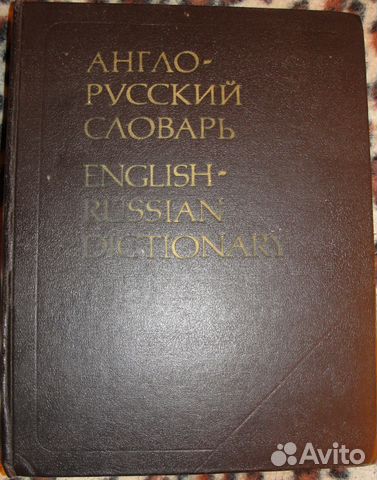 АНГЛО-
РУССКИЙ
СЛОВАРЬ
ENGLISH-
RUSSIAN
DICTIONARY
Avito